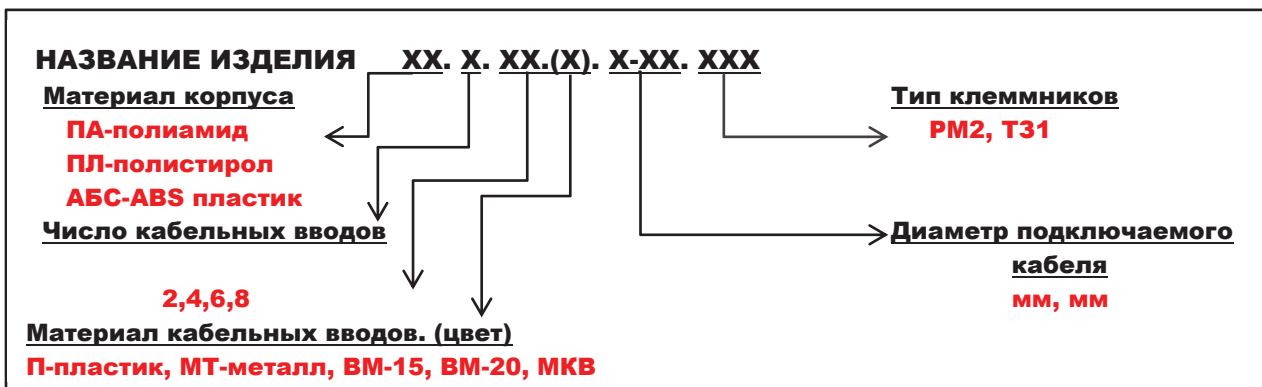 НАЗВАНИЕ ИЗДЕЛИЯ XX. X. XX.(X). X-XX. XXX
Материал корпуса
ПА-полиамид
ПЛ-полистирол
АБС-ABS пластик
Число кабельных вводов
2,4,6,8
Материал кабельных вводов. (цвет)
П-пластик, МТ-металл, ВМ-15, ВМ-20, МКВ
Тип клеммников
РМ2, Т31
Диаметр подключаемого
кабеля
мм, мм